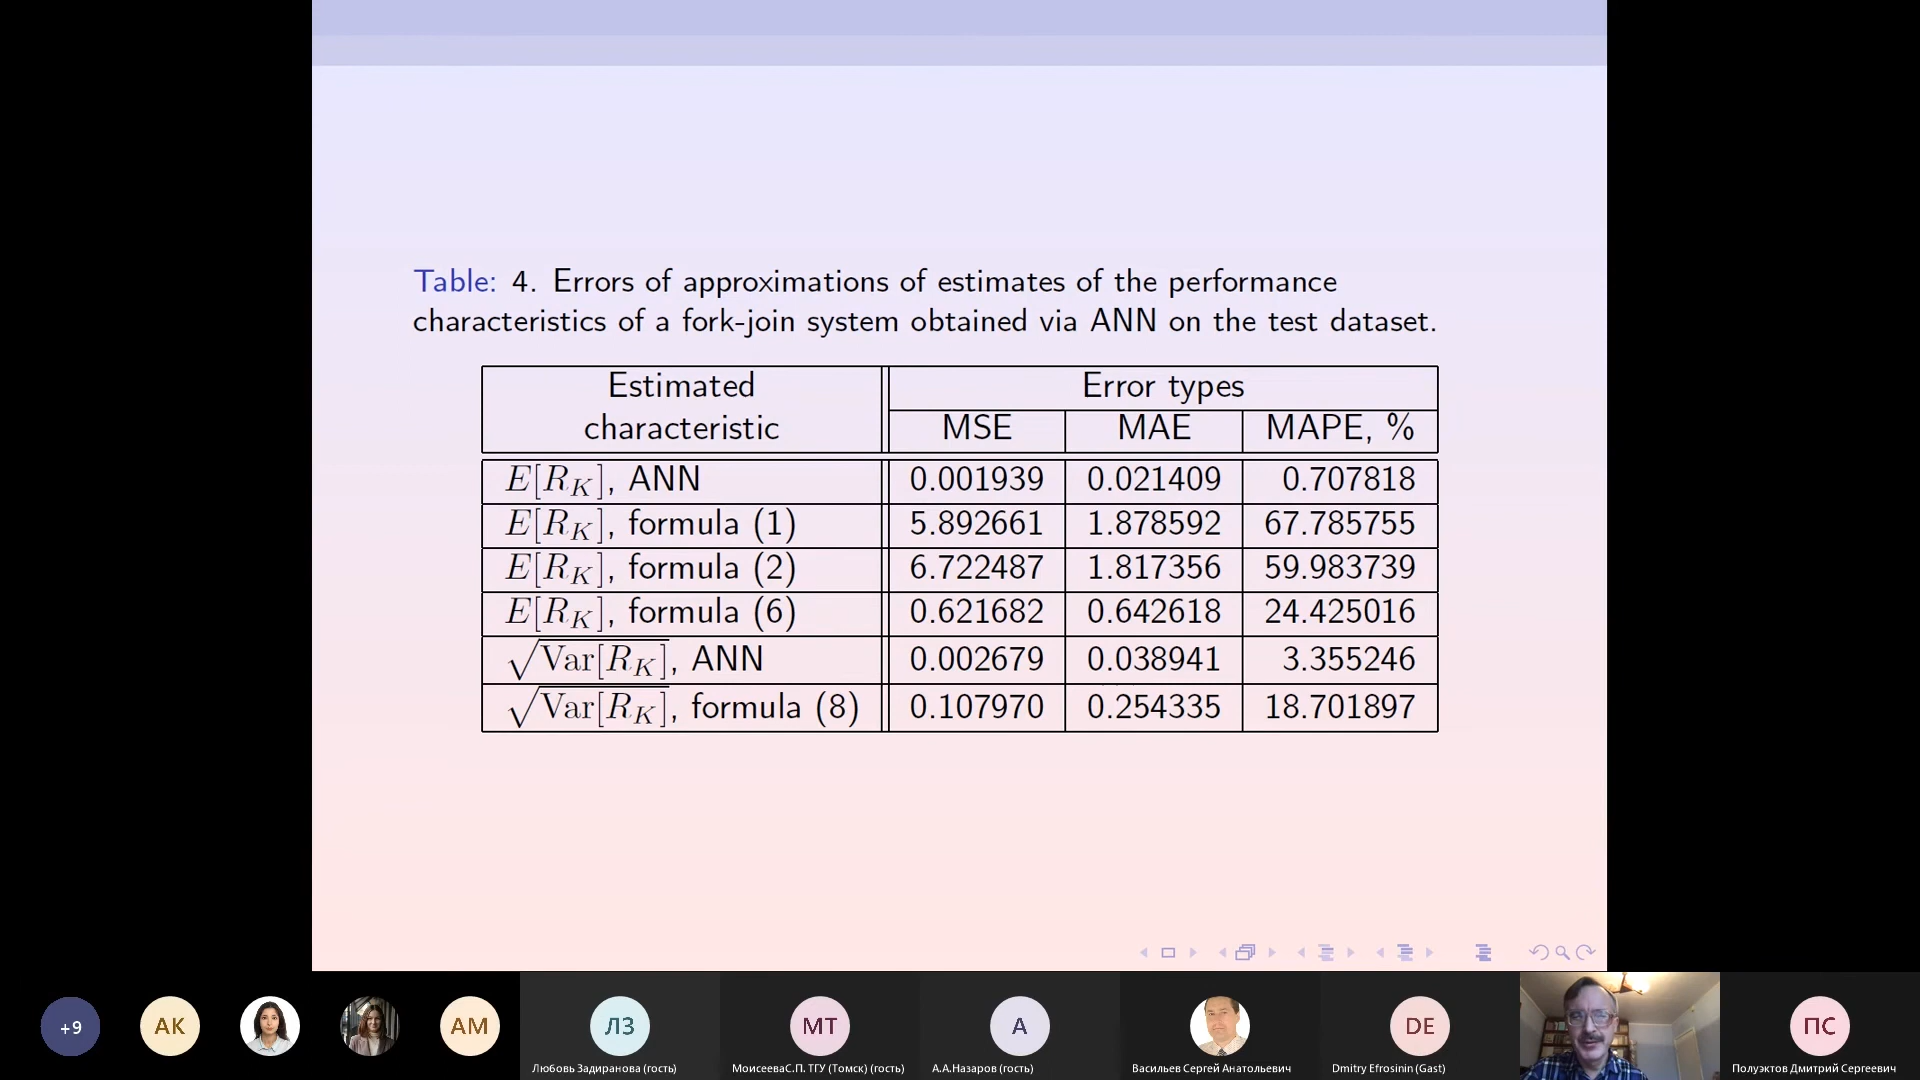 Table: 4. Errors of approximations of estimates of the performance
characteristics of a fork-join system obtained via ANN on the test dataset.
Estimated characteristic | Error types
MSE | MAE | MAPE, %
E[R_K], ANN | 0.001939 | 0.021409 | 0.707818
E[R_K], formula (1) | 5.892661 | 1.878592 | 67.785755
E[R_K], formula (2) | 6.722487 | 1.817356 | 59.983739
E[R_K], formula (6) | 0.621682 | 0.642618 | 24.425016
√Var[R_K], ANN | 0.002679 | 0.038941 | 3.355246
√Var[R_K], formula (8) | 0.107970 | 0.254335 | 18.701897
+9 АК АМ ЛЗ МТ А DE ПС
Любовь Задиранова (гость) МоисееваС.П. ТГУ (Томск) (гость) А.А.Назаров (гость) Васильев Сергей Анатольевич Dmitry Efrosinin (Gast) Полуэктов Дмитрий Сергеевич